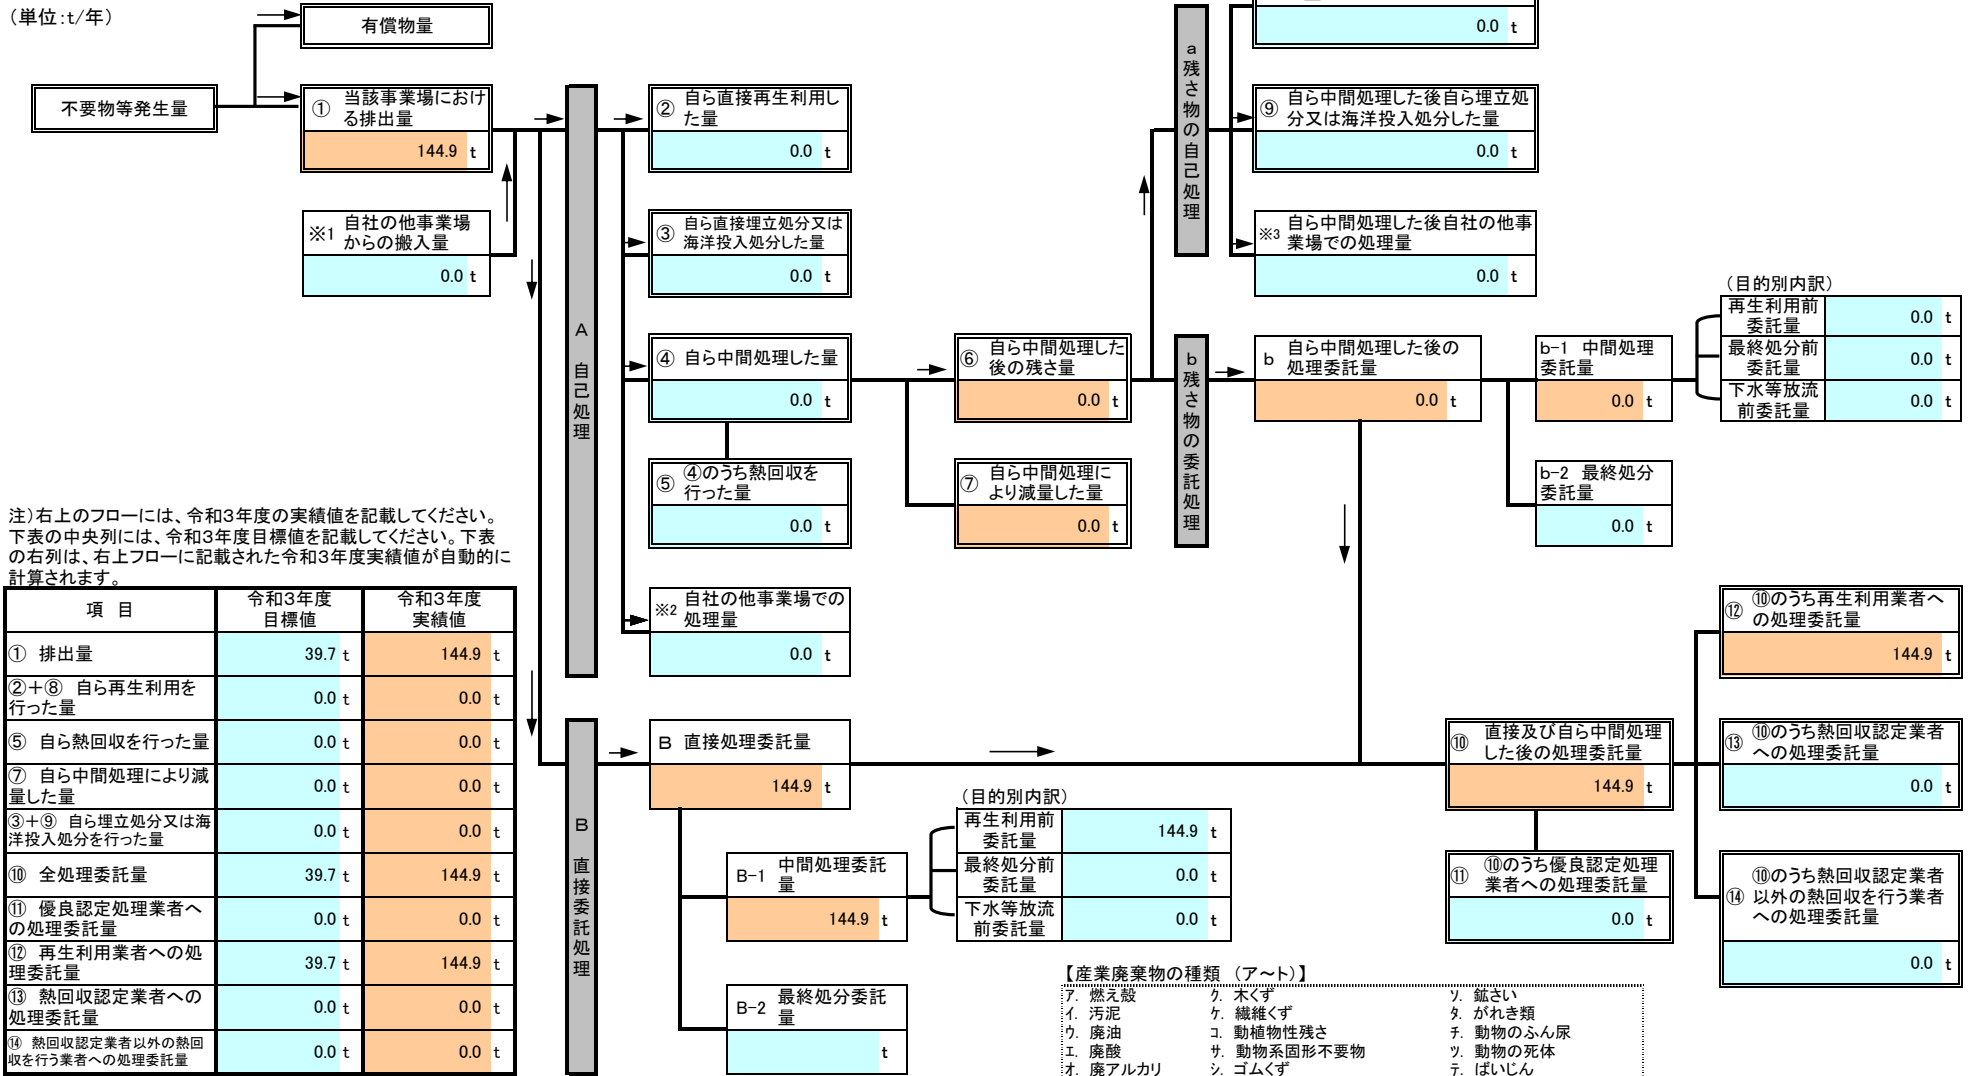 （単位:t/年）
有償物量
不要物等発生量
① 当該事業場におけ
る排出量
144.9 t
※1 自社の他事業場
からの搬入量
0.0 t
A 自己処理
② 自ら直接再生利用し
た量
0.0 t
③ 自ら直接埋立処分又は
海洋投入処分した量
0.0 t
④ 自ら中間処理した量
0.0 t
⑤ ④のうち熱回収を
行った量
0.0 t
※2 自社の他事業場での
処理量
0.0 t
⑥ 自ら中間処理した
後の残さ量
0.0 t
⑦ 自ら中間処理に
より減量した量
0.0 t
a 残さ物の自己処理
0.0 t
⑨ 自ら中間処理した後自ら埋立処
分又は海洋投入処分した量
0.0 t
※3 自ら中間処理した後自社の他事
業場での処理量
0.0 t
b 残さ物の委託処理
b 自ら中間処理した後の
処理委託量
0.0 t
b-1 中間処理
委託量
0.0 t
b-2 最終処分
委託量
0.0 t
（目的別内訳）
再生利用前
委託量
0.0 t
最終処分前
委託量
0.0 t
下水等放流
前委託量
0.0 t
注）右上のフローには、令和3年度の実績値を記載してください。
下表の中央列には、令和3年度目標値を記載してください。下表
の右列は、右上フローに記載された令和3年度実績値が自動的に
計算されます。
項 目
令和3年度
目標値
令和3年度
実績値
① 排出量
39.7 t 144.9 t
②＋⑧ 自ら再生利用を
行った量
0.0 t 0.0 t
⑤ 自ら熱回収を行った量
0.0 t 0.0 t
⑦ 自ら中間処理により減
量した量
0.0 t 0.0 t
③＋⑨ 自ら埋立処分又は海
洋投入処分を行った量
0.0 t 0.0 t
⑩ 全処理委託量
39.7 t 144.9 t
⑪ 優良認定処理業者へ
の処理委託量
0.0 t 0.0 t
⑫ 再生利用業者への処
理委託量
39.7 t 144.9 t
⑬ 熱回収認定業者への
処理委託量
0.0 t 0.0 t
⑭ 熱回収認定業者以外の熱回
収を行う業者への処理委託量
0.0 t 0.0 t
B 直接委託処理
B 直接処理委託量
144.9 t
B-1 中間処理委託
量
144.9 t
B-2 最終処分委託
量
t
（目的別内訳）
再生利用前
委託量
144.9 t
最終処分前
委託量
0.0 t
下水等放流
前委託量
0.0 t
⑩ 直接及び自ら中間処理
した後の処理委託量
144.9 t
⑪ ⑩のうち優良認定処理
業者への処理委託量
0.0 t
⑫ ⑩のうち再生利用業者へ
の処理委託量
144.9 t
⑬ ⑩のうち熱回収認定業者
への処理委託量
0.0 t
⑭ ⑩のうち熱回収認定業者
以外の熱回収を行う業者
への処理委託量
0.0 t
【産業廃棄物の種類 （ア～ト）】
ア. 燃え殻 ク. 木くず ソ. 鉱さい
イ. 汚泥 ケ. 繊維くず タ. がれき類
ウ. 廃油 コ. 動植物性残さ チ. 動物のふん尿
エ. 廃酸 サ. 動物系固形不要物 ツ. 動物の死体
オ. 廃アルカリ シ. ゴムくず テ. ばいじん